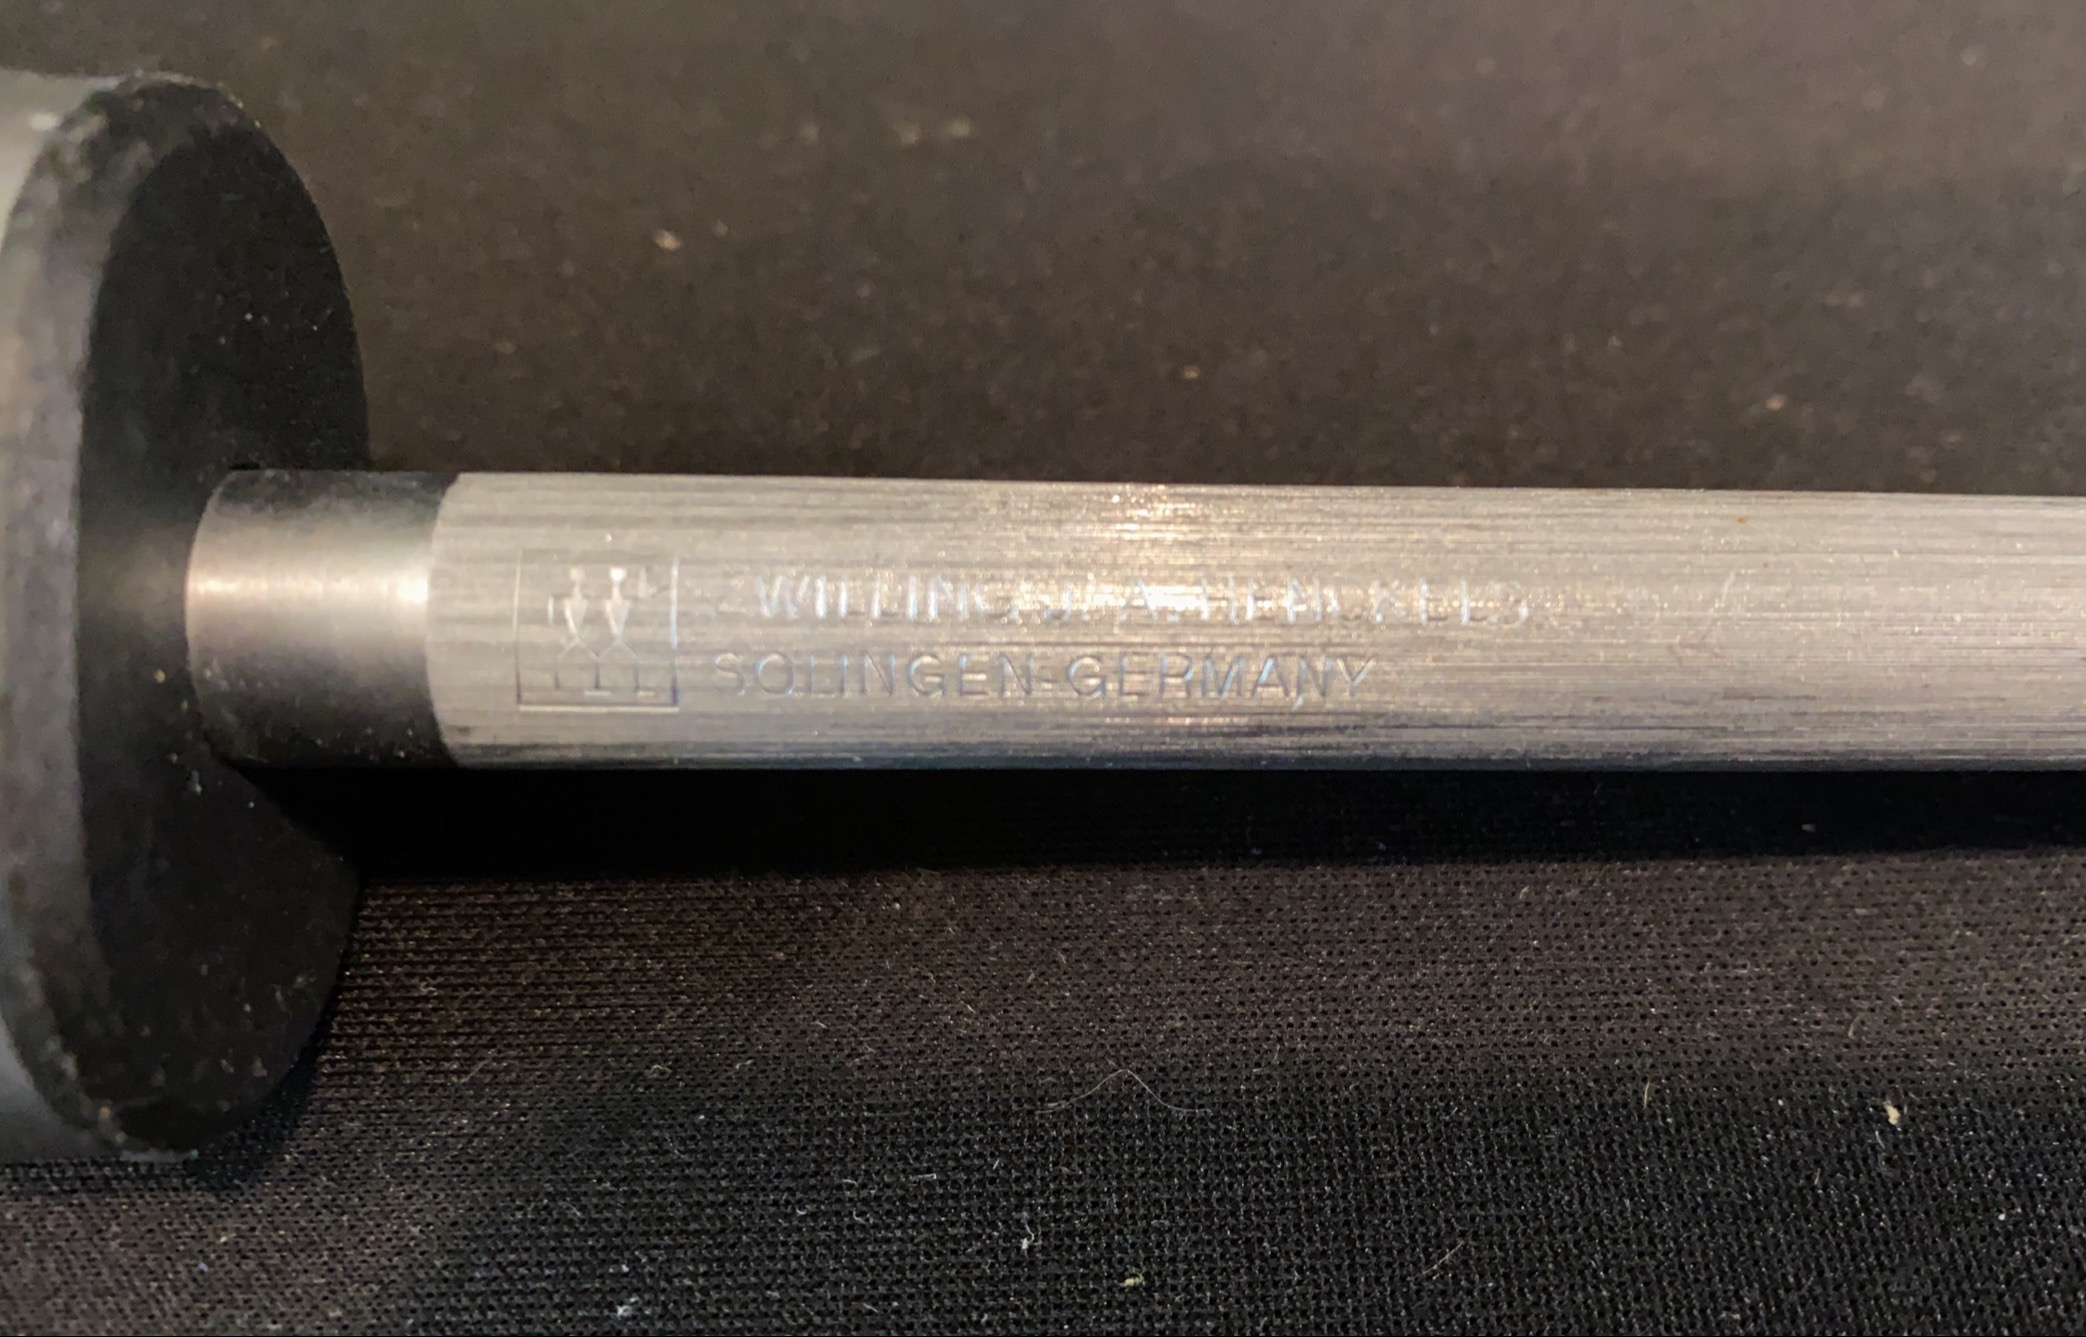 ZWILLING J. A. HENCKELS
SOLINGEN-GERMANY